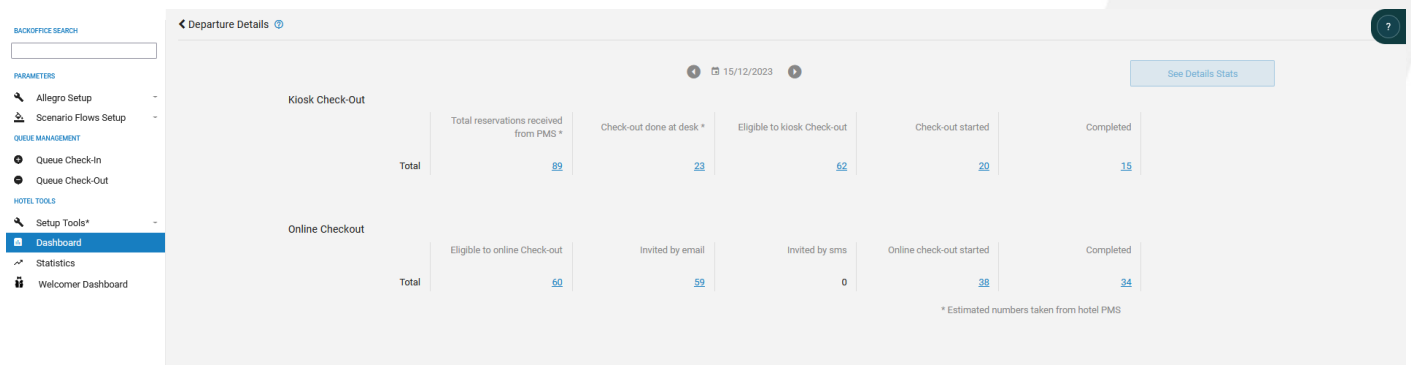 BACKOFFICE SEARCH
PARAMETERS
Allegro Setup
Scenario Flows Setup
QUEUE MANAGEMENT
Queue Check-In
Queue Check-Out
HOTEL TOOLS
Setup Tools*
Dashboard
Statistics
Welcomer Dashboard
Departure Details ?
?
15/12/2023
See Details Stats
Kiosk Check-Out
Total reservations received
from PMS *
Check-out done at desk *
Eligible to kiosk Check-out
Check-out started
Completed
Total 89 23 62 20 15
Online Checkout
Eligible to online Check-out Invited by email Invited by sms Online check-out started Completed
Total 60 59 0 38 34
* Estimated numbers taken from hotel PMS